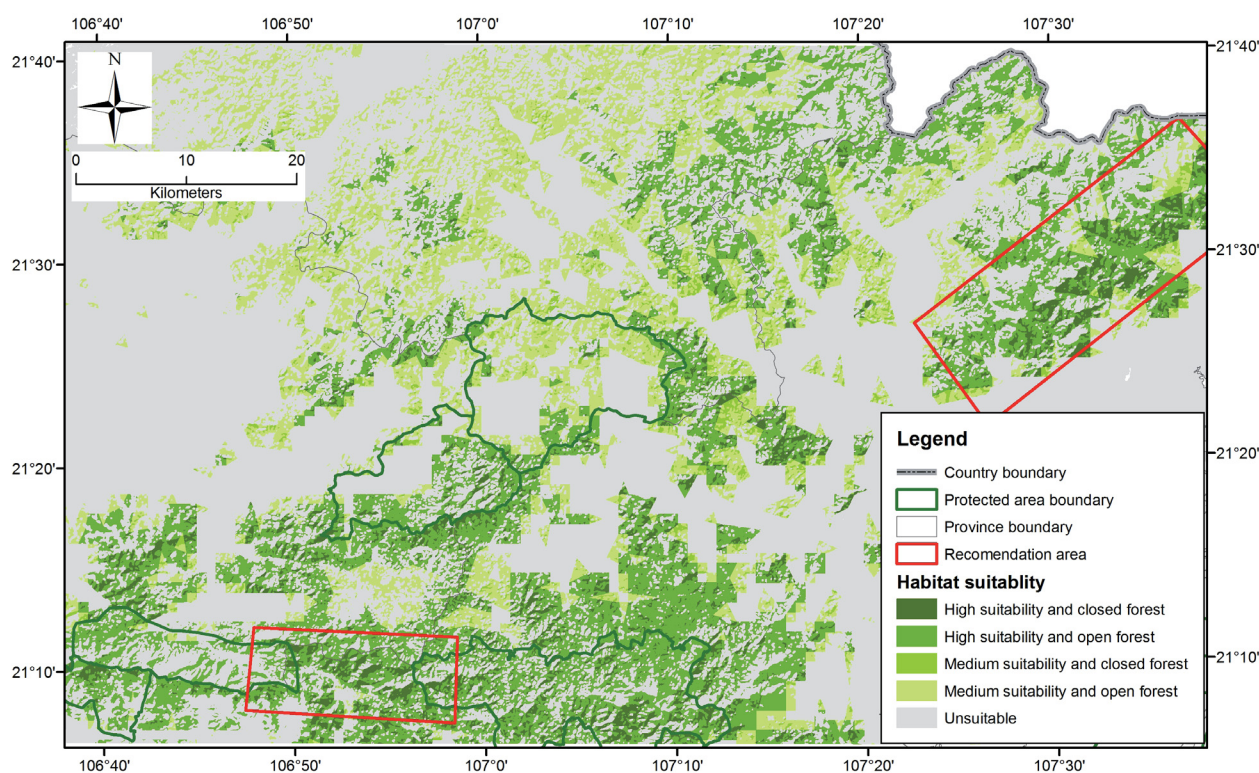 106°40' 106°50' 107°0' 107°10' 107°20' 107°30'
21°40' 21°40'
N
0 10 20
Kilometers
21°30' 21°30'
21°20' 21°20'
21°10' 21°10'
Legend
Country boundary
Protected area boundary
Province boundary
Recomendation area
Habitat suitablity
High suitability and closed forest
High suitability and open forest
Medium suitability and closed forest
Medium suitability and open forest
Unsuitable
106°40' 106°50' 107°0' 107°10' 107°20' 107°30'